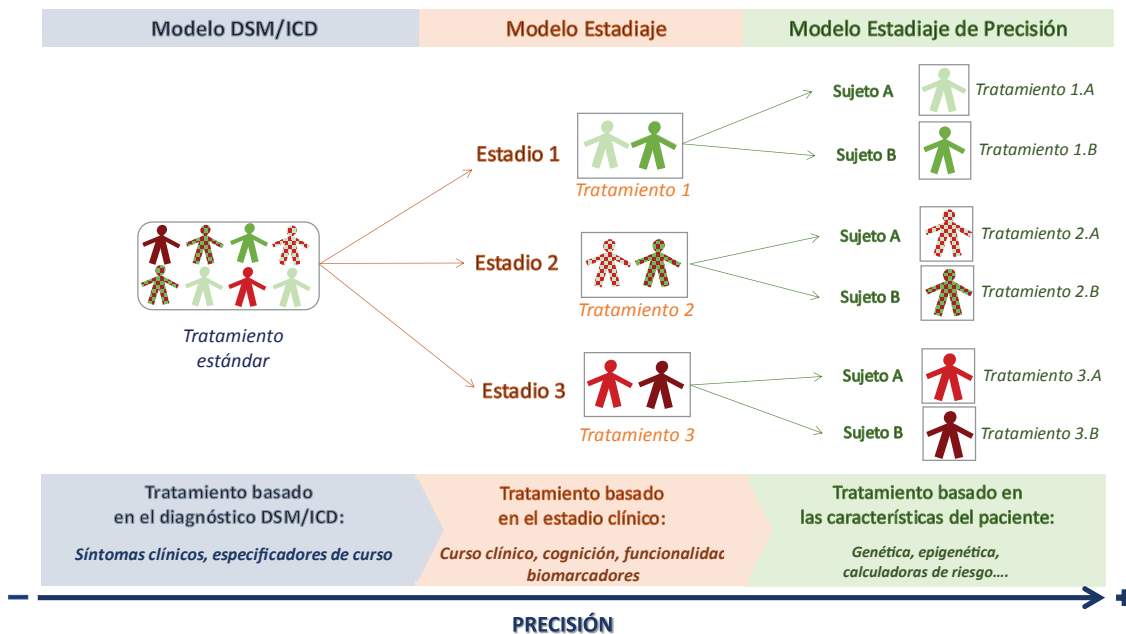 Modelo DSM/ICD
Modelo Estadiaje
Modelo Estadiaje de Precisión
Sujeto A
Tratamiento 1.A
Estadio 1
Sujeto B
Tratamiento 1.B
Tratamiento 1
Sujeto A
Tratamiento 2.A
Estadio 2
Sujeto B
Tratamiento 2.B
Tratamiento 2
Tratamiento
estándar
Estadio 3
Sujeto A
Tratamiento 3.A
Sujeto B
Tratamiento 3.B
Tratamiento 3
Tratamiento basado
en el diagnóstico DSM/ICD:
Síntomas clínicos, especificadores de curso
Tratamiento basado
en el estadio clínico:
Curso clínico, cognición, funcionalidac
biomarcadores
Tratamiento basado en
las características del paciente:
Genética, epigenética,
calculadoras de riesgo....
− +
PRECISIÓN